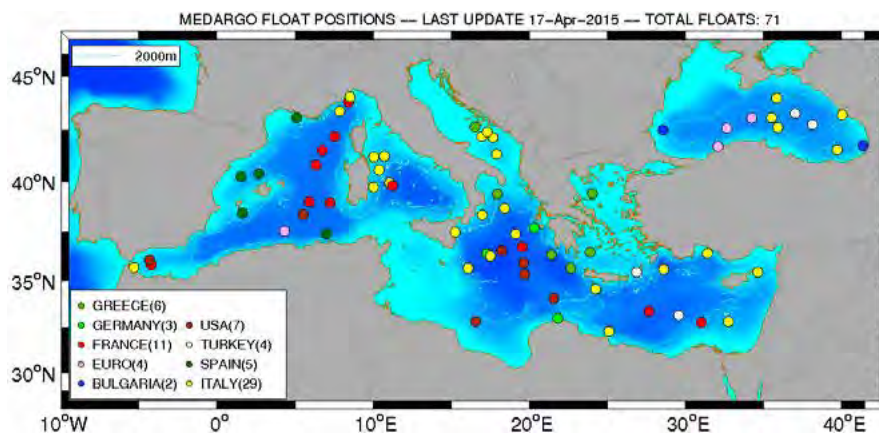 MEDARGO FLOAT POSITIONS –– LAST UPDATE 17-Apr-2015 –– TOTAL FLOATS: 71
2000m
45°N
40°N
35°N
30°N
GREECE(6)
GERMANY(3) USA(7)
FRANCE(11) TURKEY(4)
EURO(4) SPAIN(5)
BULGARIA(2) ITALY(29)
10°W 0° 10°E 20°E 30°E 40°E